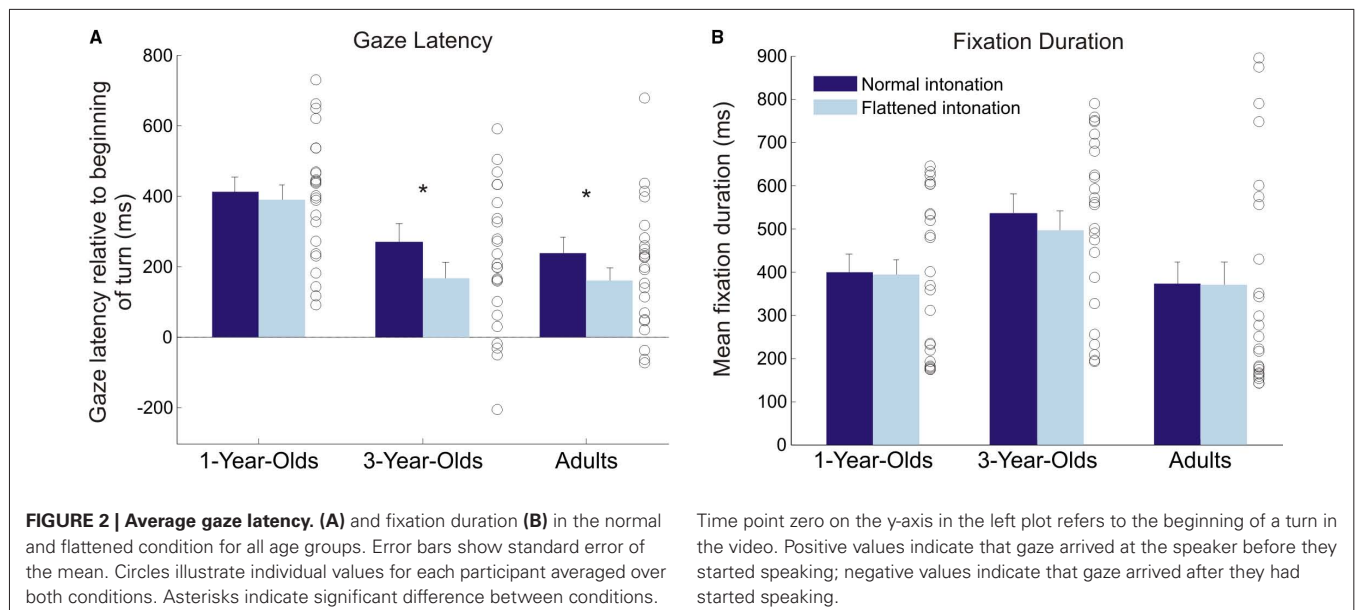 A
Gaze Latency
Gaze latency relative to beginning
of turn (ms)
800
600
400
200
0
-200
*
*
1-Year-Olds
3-Year-Olds
Adults
B
Fixation Duration
Mean fixation duration (ms)
900
800
700
600
500
400
300
200
100
0
Normal intonation
Flattened intonation
1-Year-Olds
3-Year-Olds
Adults
FIGURE 2 | Average gaze latency. (A) and fixation duration (B) in the normal
and flattened condition for all age groups. Error bars show standard error of
the mean. Circles illustrate individual values for each participant averaged over
both conditions. Asterisks indicate significant difference between conditions.
Time point zero on the y-axis in the left plot refers to the beginning of a turn in
the video. Positive values indicate that gaze arrived at the speaker before they
started speaking; negative values indicate that gaze arrived after they had
started speaking.